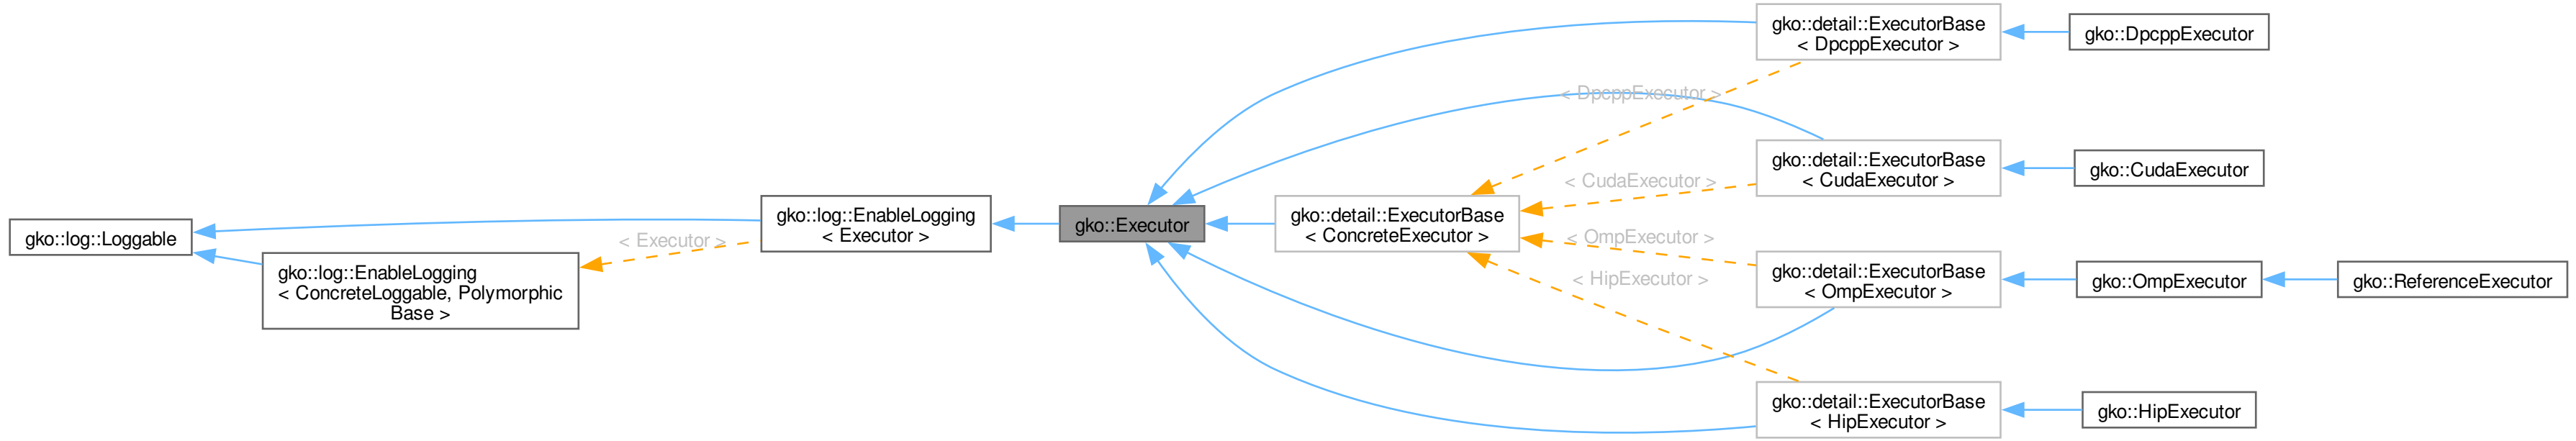 gko::log::Loggable
gko::log::EnableLogging
< ConcreteLoggable, Polymorphic
Base >
< Executor >
gko::log::EnableLogging
< Executor >
gko::Executor
gko::detail::ExecutorBase
< ConcreteExecutor >
< DpcppExecutor >
< CudaExecutor >
< OmpExecutor >
< HipExecutor >
gko::detail::ExecutorBase
< DpcppExecutor >
gko::DpcppExecutor
gko::detail::ExecutorBase
< CudaExecutor >
gko::CudaExecutor
gko::detail::ExecutorBase
< OmpExecutor >
gko::OmpExecutor
gko::ReferenceExecutor
gko::detail::ExecutorBase
< HipExecutor >
gko::HipExecutor